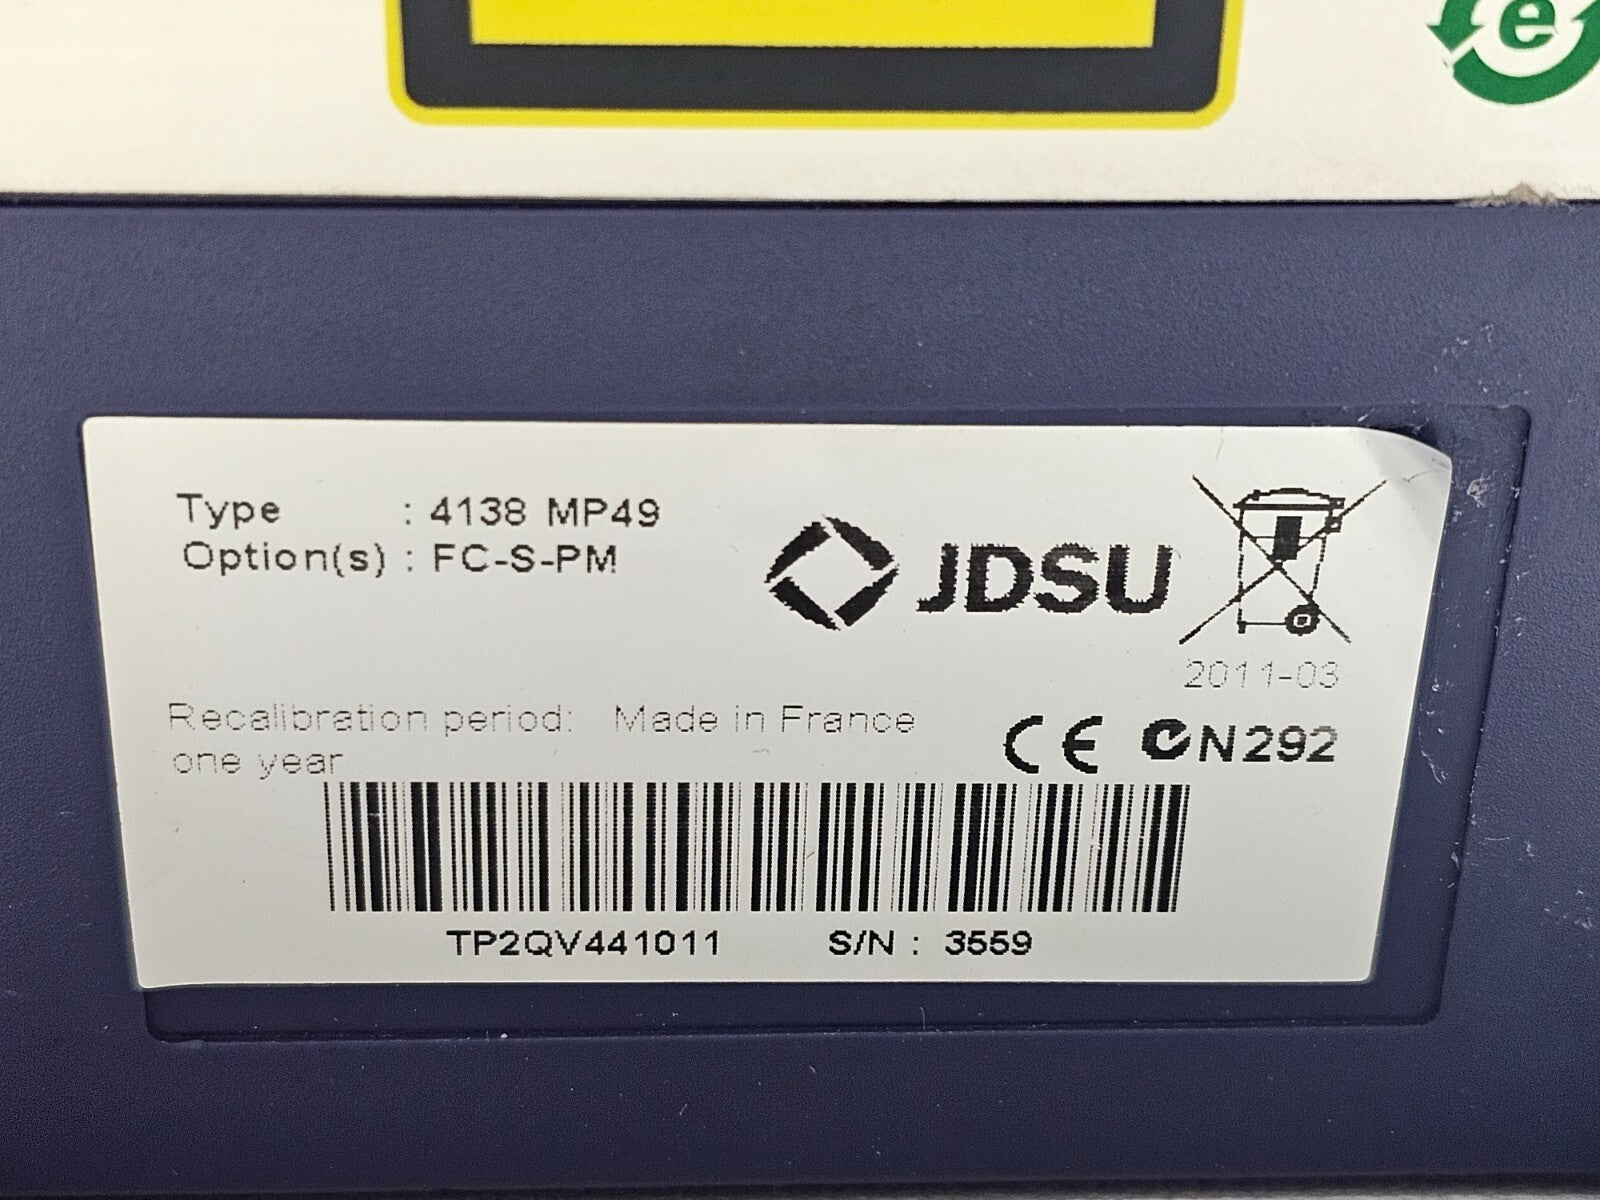 e
Type : 4138 MP49
Option(s) : FC-S-PM
JDSU
2011-03
Recalibration period: Made in France
one year
CE N292
TP2QV441011 S/N : 3559